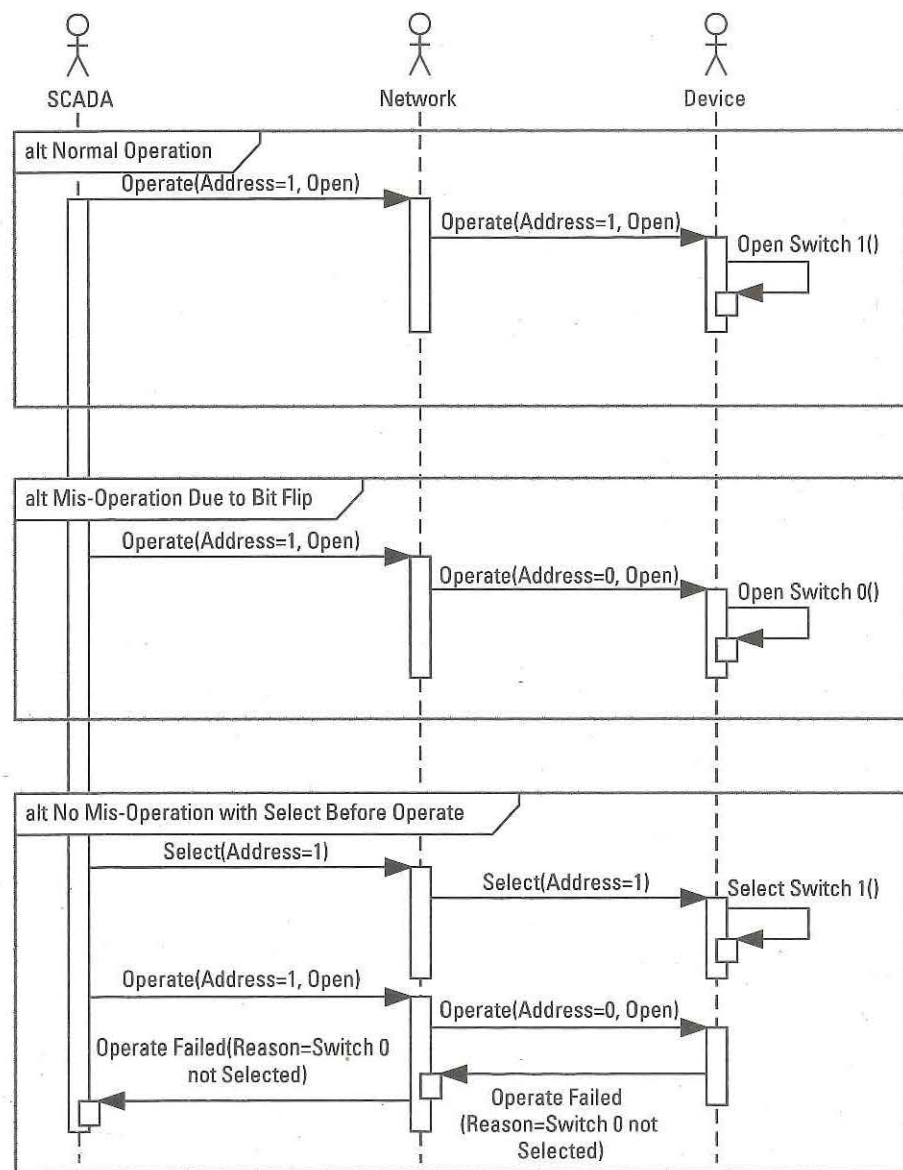 SCADA
Network
Device
alt Normal Operation
Operate(Address=1, Open)
Operate(Address=1, Open)
Open Switch 1()
alt Mis-Operation Due to Bit Flip
Operate(Address=1, Open)
Operate(Address=0, Open)
Open Switch 0()
alt No Mis-Operation with Select Before Operate
Select(Address=1)
Select(Address=1)
Select Switch 1()
Operate(Address=1, Open)
Operate(Address=0, Open)
Operate Failed(Reason=Switch 0
not Selected)
Operate Failed
(Reason=Switch 0 not
Selected)